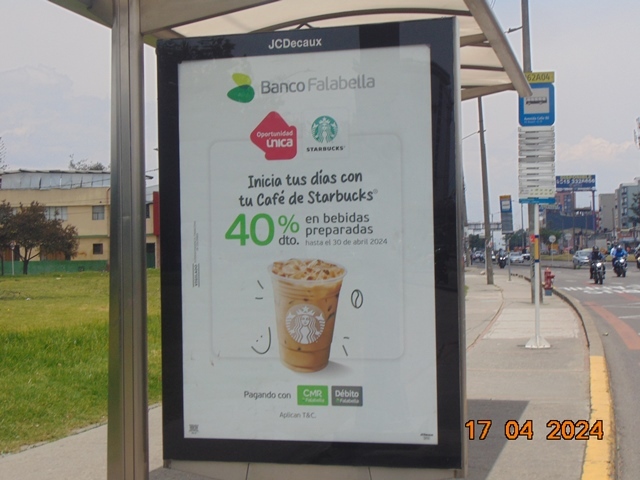 JCDecaux
Banco Falabella
Oportunidad
única
STARBUCKS®
Inicia tus días con
tu Café de Starbucks®
40% dto. en bebidas
preparadas
hasta el 30 de abril 2024
Pagando con CMR Falabella Débito Falabella
Aplican T&C.
62A04
17 04 2024